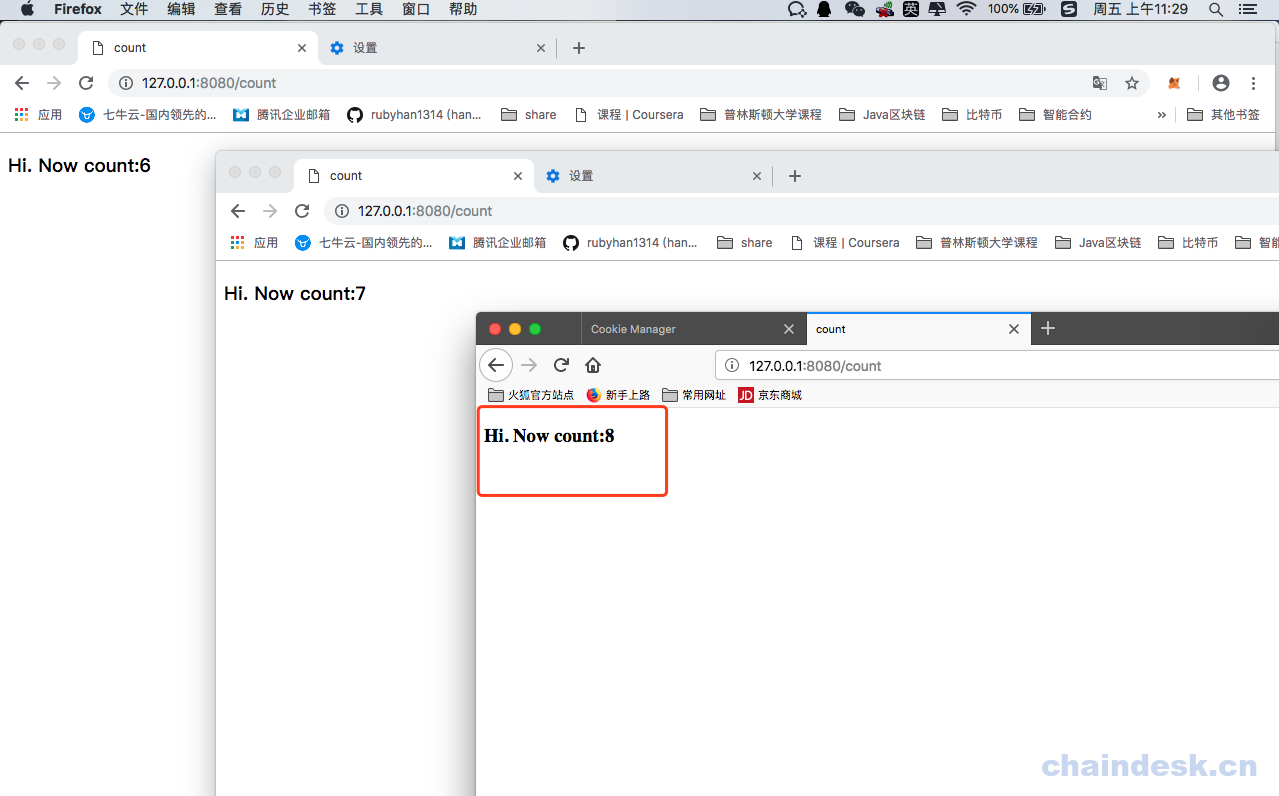 Firefox 文件 编辑 查看 历史 书签 工具 窗口 帮助 英 100% 周五 上午11:29
count 设置
127.0.0.1:8080/count
应用 七牛云-国内领先的... 腾讯企业邮箱 rubyhan1314 (han... share 课程 | Coursera 普林斯顿大学课程 Java区块链 比特币 智能合约 » 其他书签
Hi. Now count:6
count 设置
127.0.0.1:8080/count
应用 七牛云-国内领先的... 腾讯企业邮箱 rubyhan1314 (han... share 课程 | Coursera 普林斯顿大学课程 Java区块链 比特币 智能
Hi. Now count:7
Cookie Manager count
127.0.0.1:8080/count
火狐官方站点 新手上路 常用网址 JD 京东商城
Hi. Now count:8
chaindesk.cn